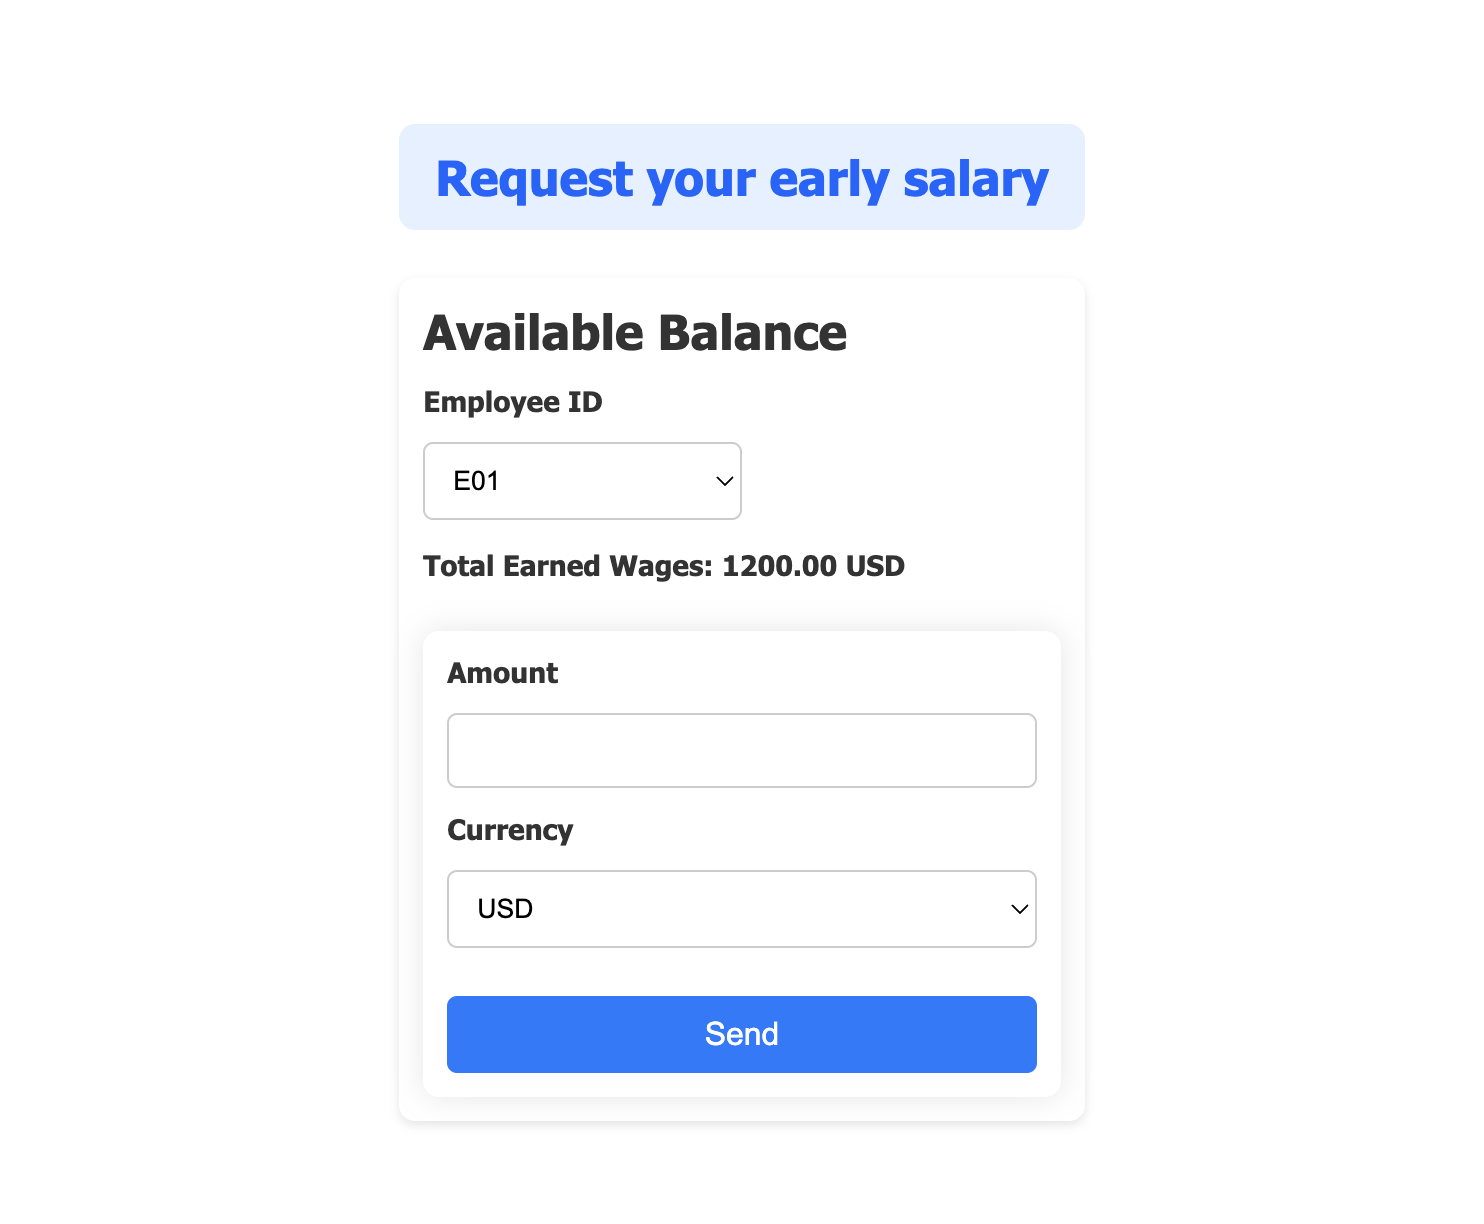 Request your early salary
Available Balance
Employee ID
E01
Total Earned Wages: 1200.00 USD
Amount
Currency
USD
Send